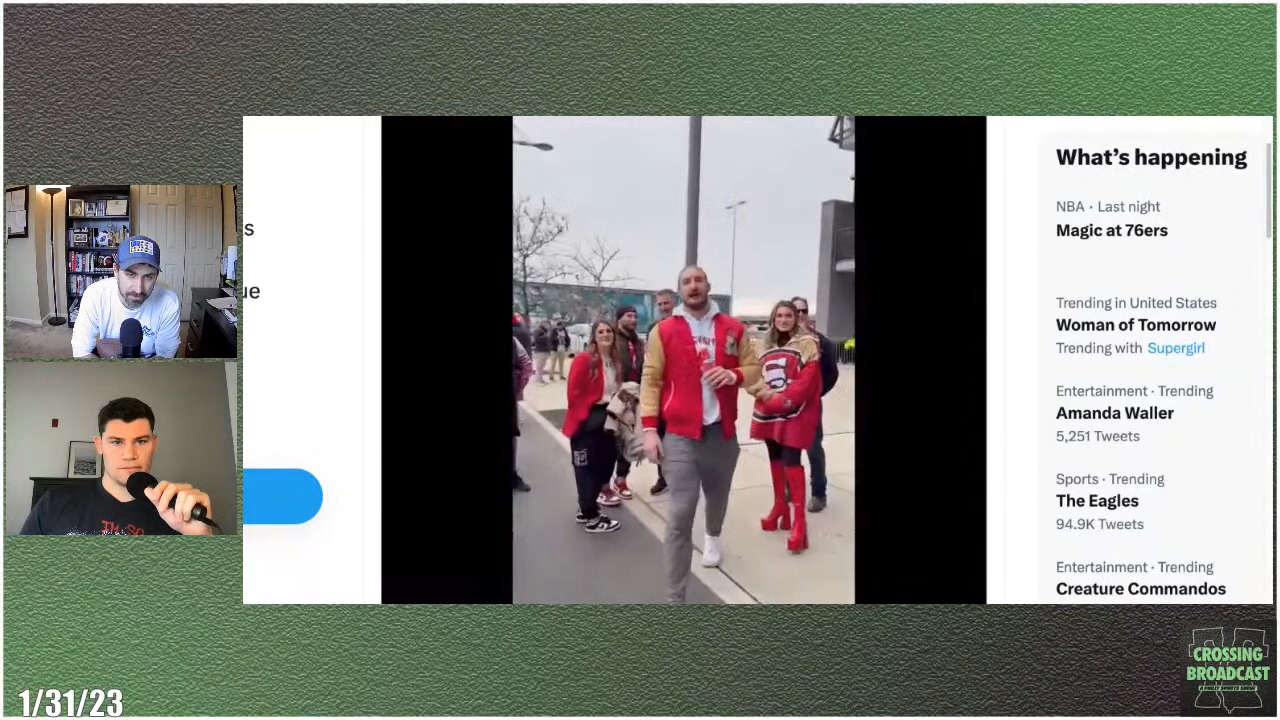 s
ue
What's happening
NBA · Last night
Magic at 76ers
Trending in United States
Woman of Tomorrow
Trending with Supergirl
Entertainment · Trending
Amanda Waller
5,251 Tweets
Sports · Trending
The Eagles
94.9K Tweets
Entertainment · Trending
Creature Commandos
CROSSING
BROADCAST
1/31/23